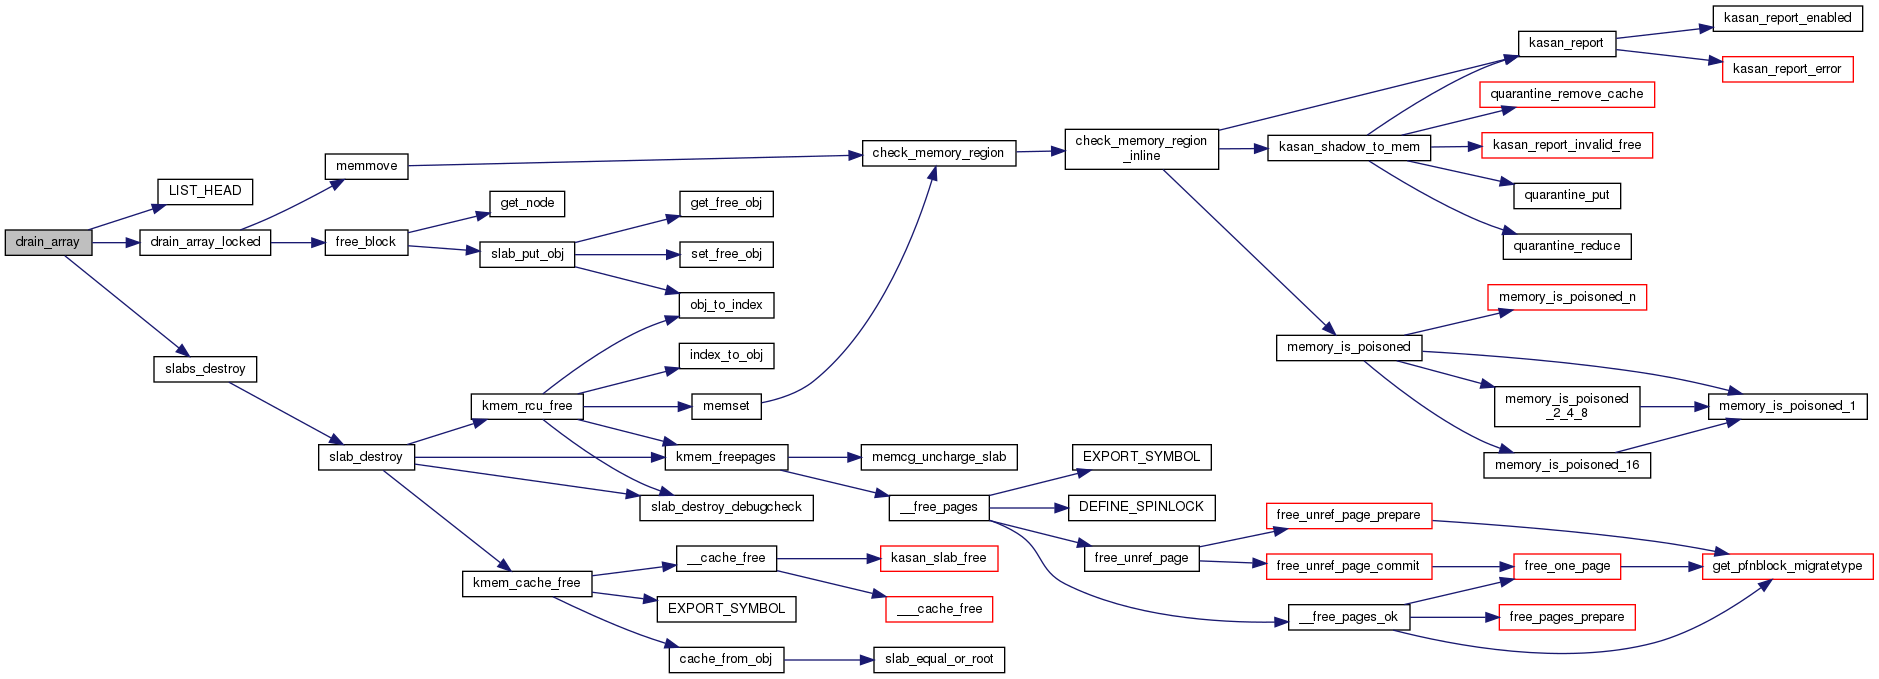 drain_array
LIST_HEAD
drain_array_locked
slabs_destroy
memmove
free_block
slab_destroy
get_node
slab_put_obj
kmem_rcu_free
kmem_cache_free
get_free_obj
set_free_obj
obj_to_index
index_to_obj
memset
kmem_freepages
slab_destroy_debugcheck
__cache_free
EXPORT_SYMBOL
cache_from_obj
check_memory_region
memcg_uncharge_slab
__free_pages
kasan_slab_free
___cache_free
slab_equal_or_root
check_memory_region
_inline
EXPORT_SYMBOL
DEFINE_SPINLOCK
free_unref_page
kasan_shadow_to_mem
memory_is_poisoned
free_unref_page_prepare
free_unref_page_commit
__free_pages_ok
kasan_report
quarantine_remove_cache
kasan_report_invalid_free
quarantine_put
quarantine_reduce
memory_is_poisoned_n
memory_is_poisoned
_2_4_8
memory_is_poisoned_16
free_one_page
free_pages_prepare
kasan_report_enabled
kasan_report_error
memory_is_poisoned_1
get_pfnblock_migratetype